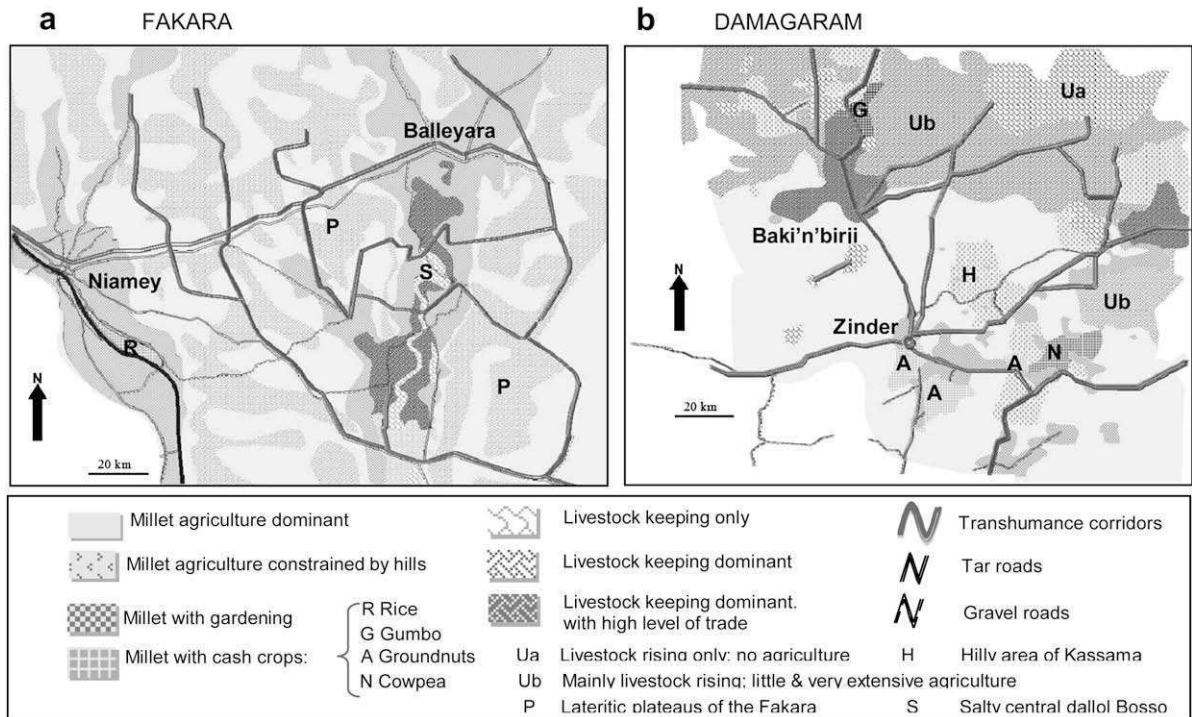 a FAKARA
Balleyara
P
S
Niamey
R
P
N
20 km
b DAMAGARAM
Ua
G
Ub
Baki’n’birii
H
Ub
Zinder
N
A
A
A
N
20 km
Millet agriculture dominant
Millet agriculture constrained by hills
Millet with gardening
Millet with cash crops:
R Rice
G Gumbo
A Groundnuts
N Cowpea
Livestock keeping only
Livestock keeping dominant
Livestock keeping dominant.
with high level of trade
Transhumance corridors
Tar roads
Gravel roads
Ua Livestock rising only: no agriculture
H Hilly area of Kassama
Ub Mainly livestock rising; little & very extensive agriculture
P Lateritic plateaus of the Fakara
S Salty central dallol Bosso